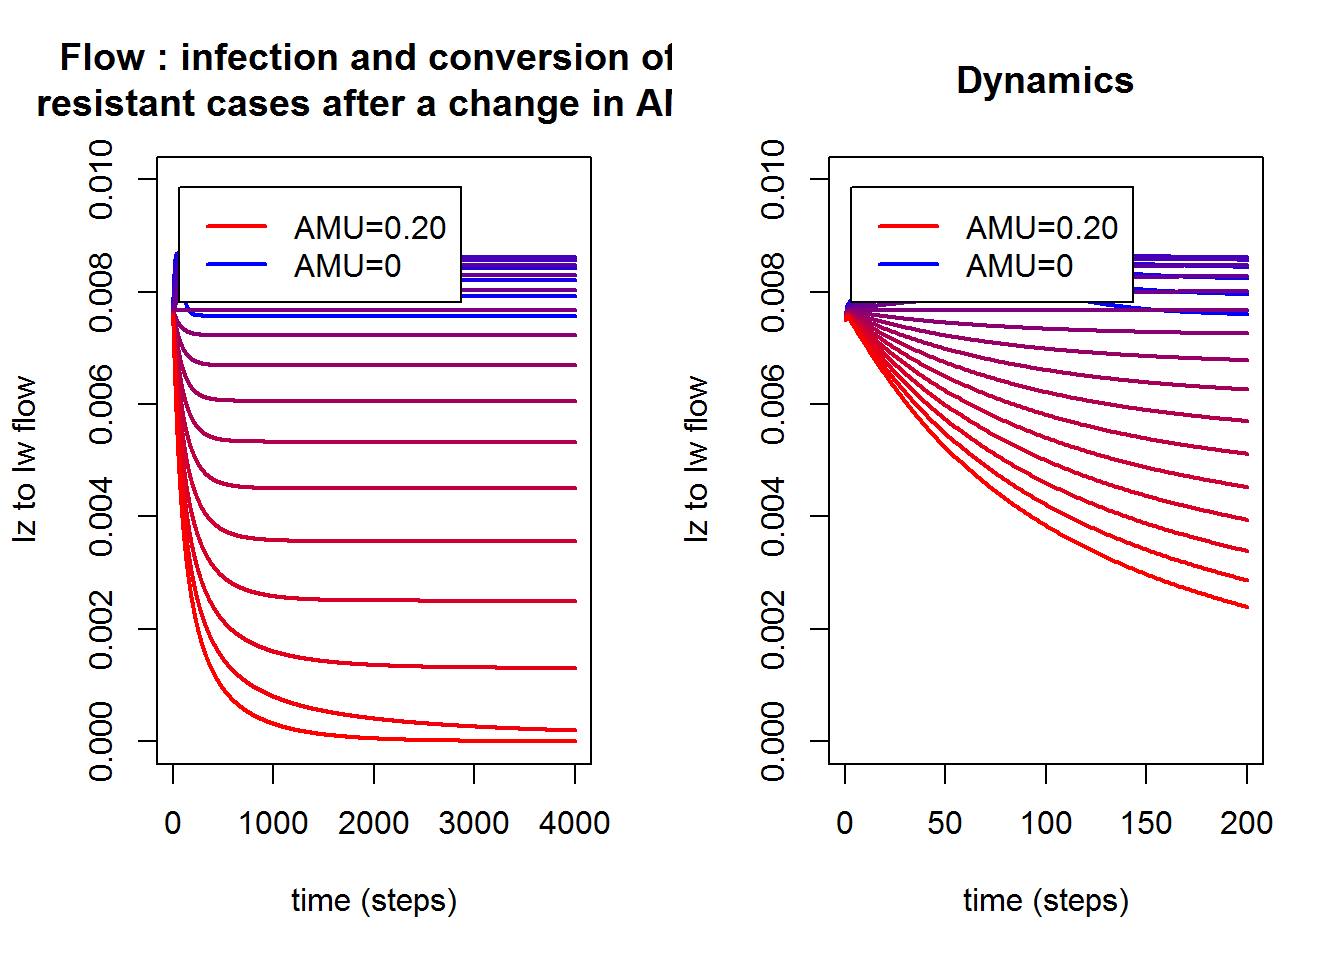 Flow : infection and conversion of
resistant cases after a change in
Iz to Iw flow
0.010
0.008
0.006
0.004
0.002
0.000
AMU=0.20
AMU=0
0 1000 2000 3000 4000
time (steps)
Dynamics
Iz to Iw flow
0.010
0.008
0.006
0.004
0.002
0.000
AMU=0.20
AMU=0
0 50 100 150 200
time (steps)